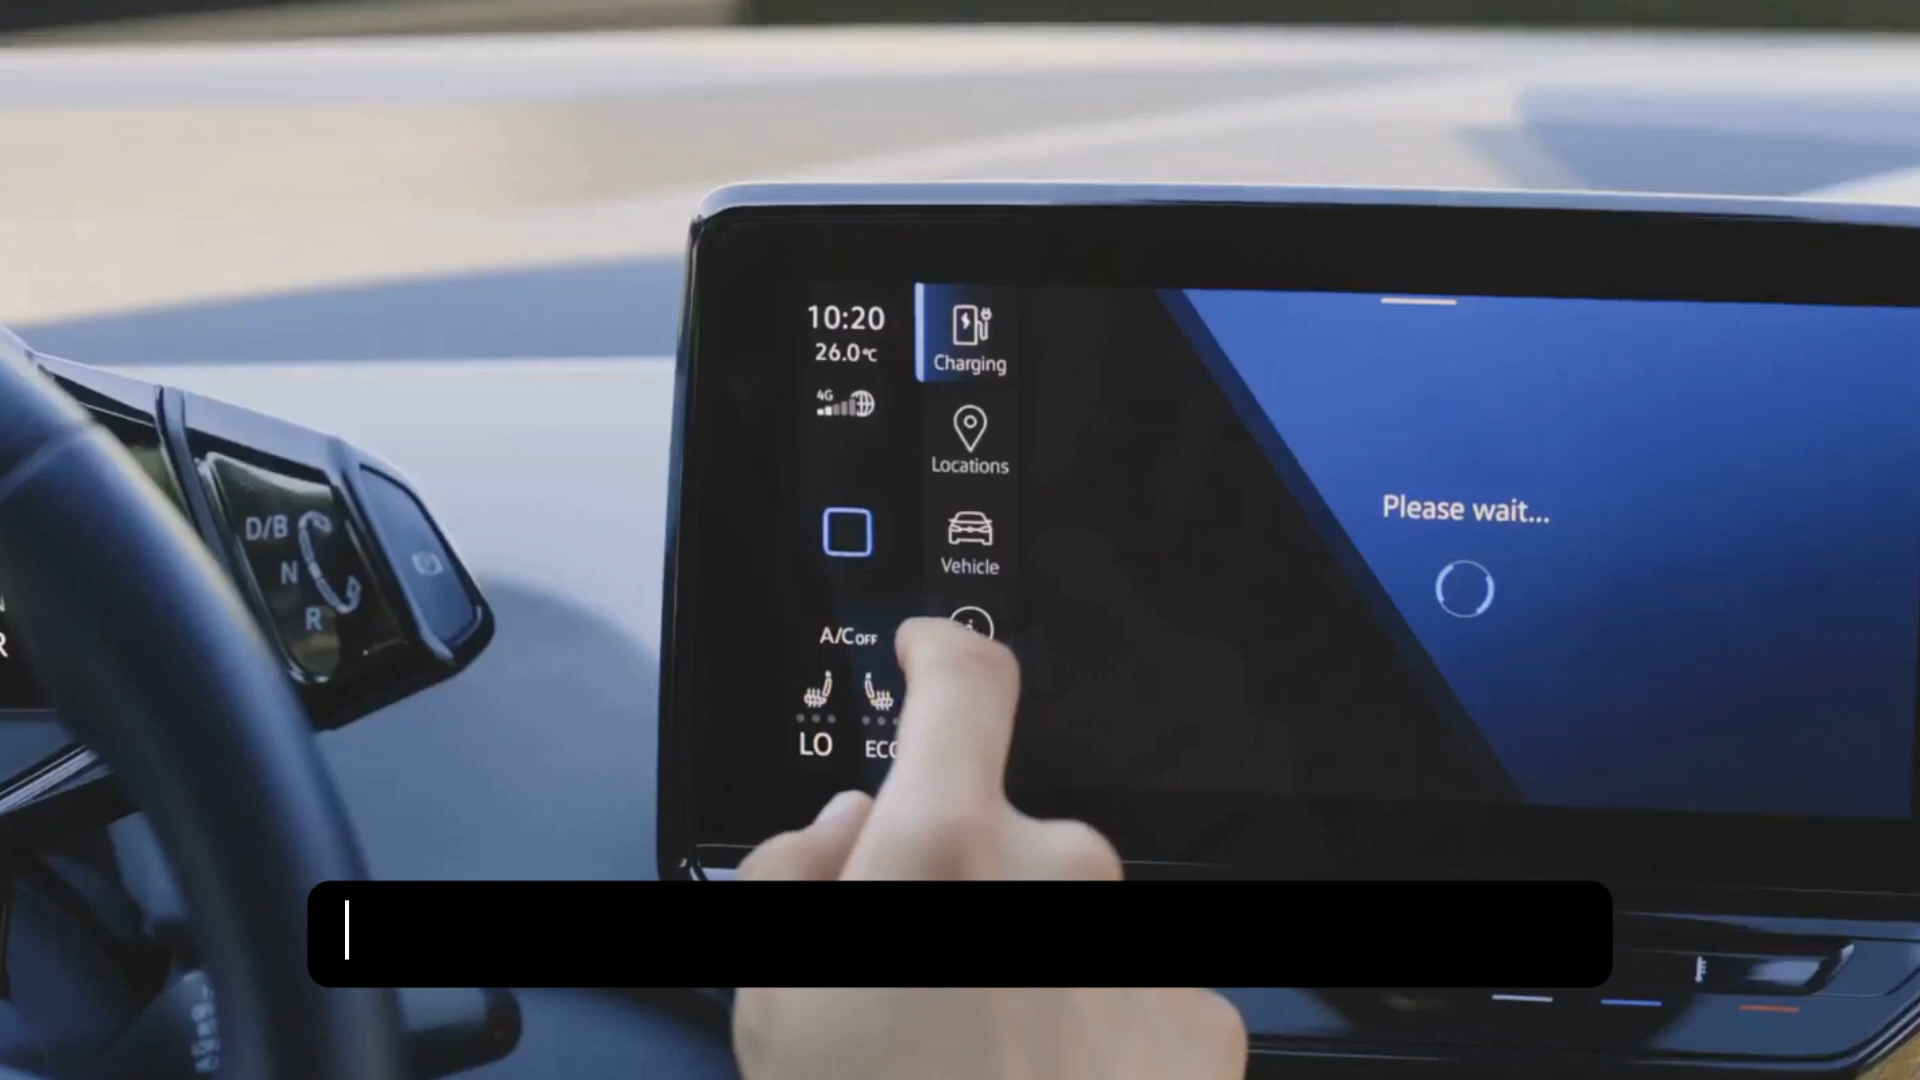 10:20
26.0°C
4G
Charging
Locations
Vehicle
Please wait...
A/C OFF
LO
D/B
N
R